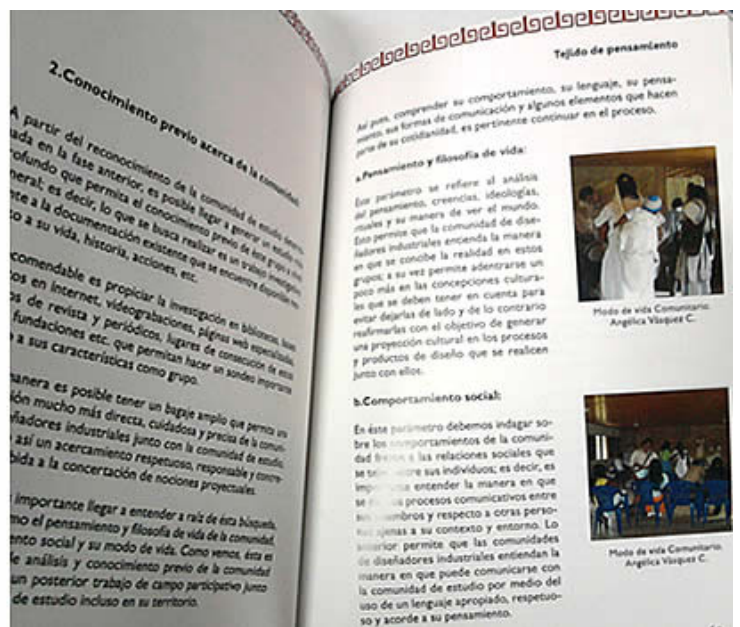 2.Conocimiento previo acerca de la comunidad:
A partir del reconocimiento de la comunidad de estudio
ada en la fase anterior, es posible llegar a generar un estudio
rofundo que permita el conocimiento previo de éste grupo a nivel
neral; es decir, lo que se busca realizar es un trabajo investigativo
te a la documentación existente que se encuentre disponible
to a su vida, historia, acciones, etc.
comendable es propiciar la investigación en bibliotecas, bases
os en Internet, videograbaciones, páginas web especializadas,
os de revista y periódicos, lugares de consecución de
fundaciones etc. que permitan hacer un sondeo importante
o a sus características como grupo.
manera es posible tener un bagaje amplio que permita una
ión mucho más directa, cuidadosa y precisa de la comuni-
eñadores industriales junto con la comunidad de estudio,
así un acercamiento respetuoso, responsable y
bida a la concertación de nociones proyectuales.
importante llegar a entender a raíz de ésta búsqueda,
mo el pensamiento y filosofía de vida de la comunidad,
ento social y su modo de vida. Como vemos, ésta es
de análisis y conocimiento previo de la comunidad
un posterior trabajo de campo participativo junto
de estudio incluso en su territorio.
Tejido de pensamiento
Así pues, comprender su comportamiento, su lenguaje, su pensa-
miento, sus formas de comunicación y algunos elementos que hacen
parte de su cotidianidad, es pertinente continuar en el proceso.
a.Pensamiento y filosofía de vida:
Este parámetro se refiere al análisis
del pensamiento, creencias, ideologías,
rituales y su manera de ver el mundo.
Esto permite que la comunidad de dise-
ñadores industriales entienda la manera
en que se concibe la realidad en estos
grupos; a su vez permite adentrarse un
poco más en las concepciones cultura-
les que se deben tener en cuenta para
evitar dejarlas de lado y de lo contrario
reafirmarlas con el objetivo de generar
una proyección cultural en los procesos
y productos de diseño que se realicen
junto con ellos.
Modo de vida Comunitario.
Angélica Vásquez C.
b.Comportamiento social:
En éste parámetro debemos indagar so-
bre los comportamientos de la comuni-
dad frente a las relaciones sociales que
se sobre sus individuos; es decir, es
entender la manera en que
se procesos comunicativos entre
sus miembros y respecto a otras perso-
nas ajenas a su contexto y entorno. Lo
anterior permite que las comunidades
de diseñadores industriales entiendan la
manera en que puede comunicarse con
la comunidad de estudio por medio del
uso de un lenguaje apropiado, respetuo-
so y acorde a su pensamiento.
Modo de vida Comunitario.
Angélica Vásquez C.